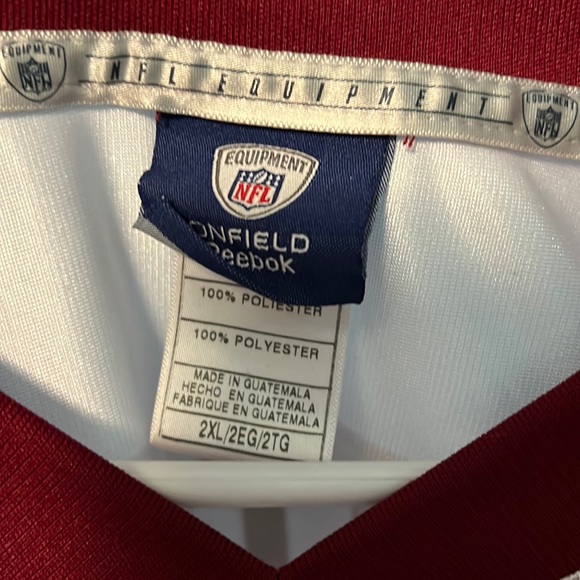 EQUIPMENT
NFL
NFL EQUIPMENT
EQUIPMENT
NFL
EQUIPMENT
NFL
ONFIELD
Reebok
100% POLIESTER
100% POLYESTER
MADE IN GUATEMALA
HECHO EN GUATEMALA
FABRIQUE EN GUATEMALA
2XL/2EG/2TG